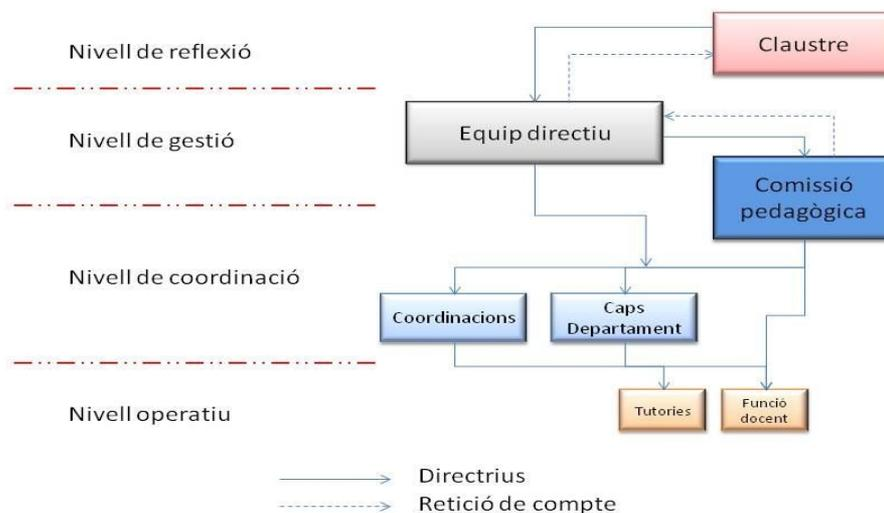 Nivell de reflexió
Claustre
Nivell de gestió
Equip directiu
Comissió
pedagògica
Nivell de coordinació
Coordinacions
Caps
Departament
Nivell operatiu
Tutories
Funció
docent
Directrius
Retició de compte